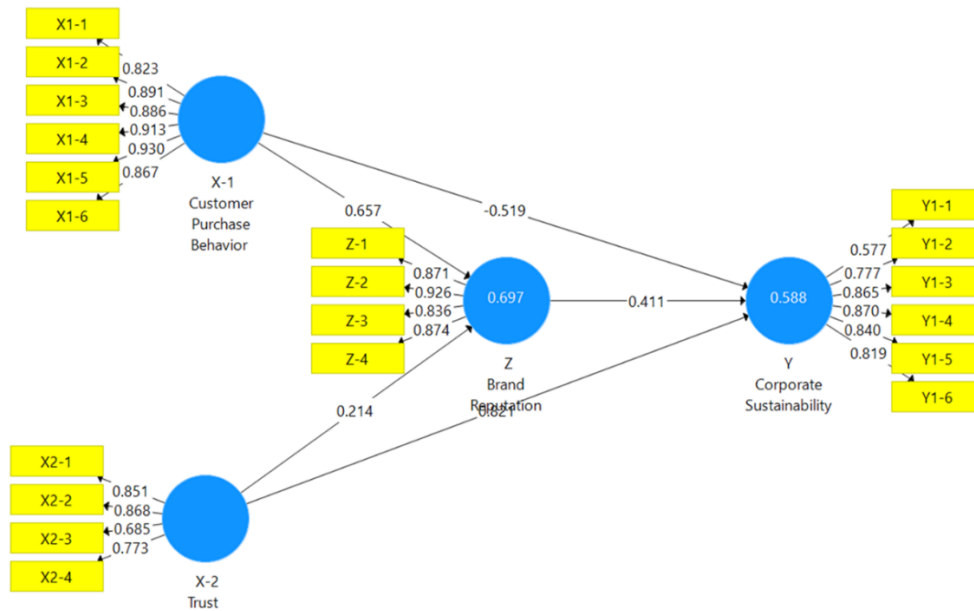 X1-1
X1-2
X1-3
X1-4
X1-5
X1-6
0.823
0.891
0.886
0.913
0.930
0.867
X-1
Customer
Purchase
Behavior
0.657
-0.519
Z-1
Z-2
Z-3
Z-4
0.871
0.926
0.836
0.874
0.697
Z
Brand
Reputation
0.411
0.588
Y
Corporate
Sustainability
0.577
0.777
0.865
0.870
0.840
0.819
Y1-1
Y1-2
Y1-3
Y1-4
Y1-5
Y1-6
0.214
0.821
X2-1
X2-2
X2-3
X2-4
0.851
0.868
0.685
0.773
X-2
Trust